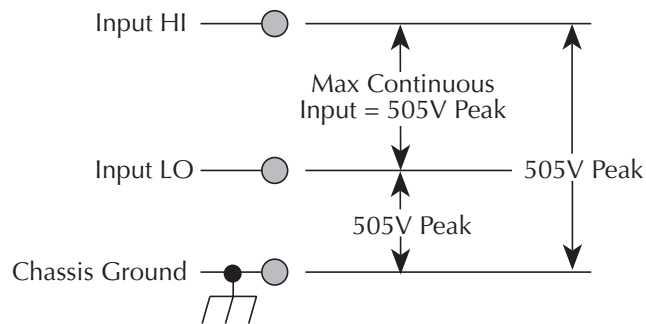 Input HI
Max Continuous
Input = 505V Peak
Input LO
505V Peak
505V Peak
Chassis Ground